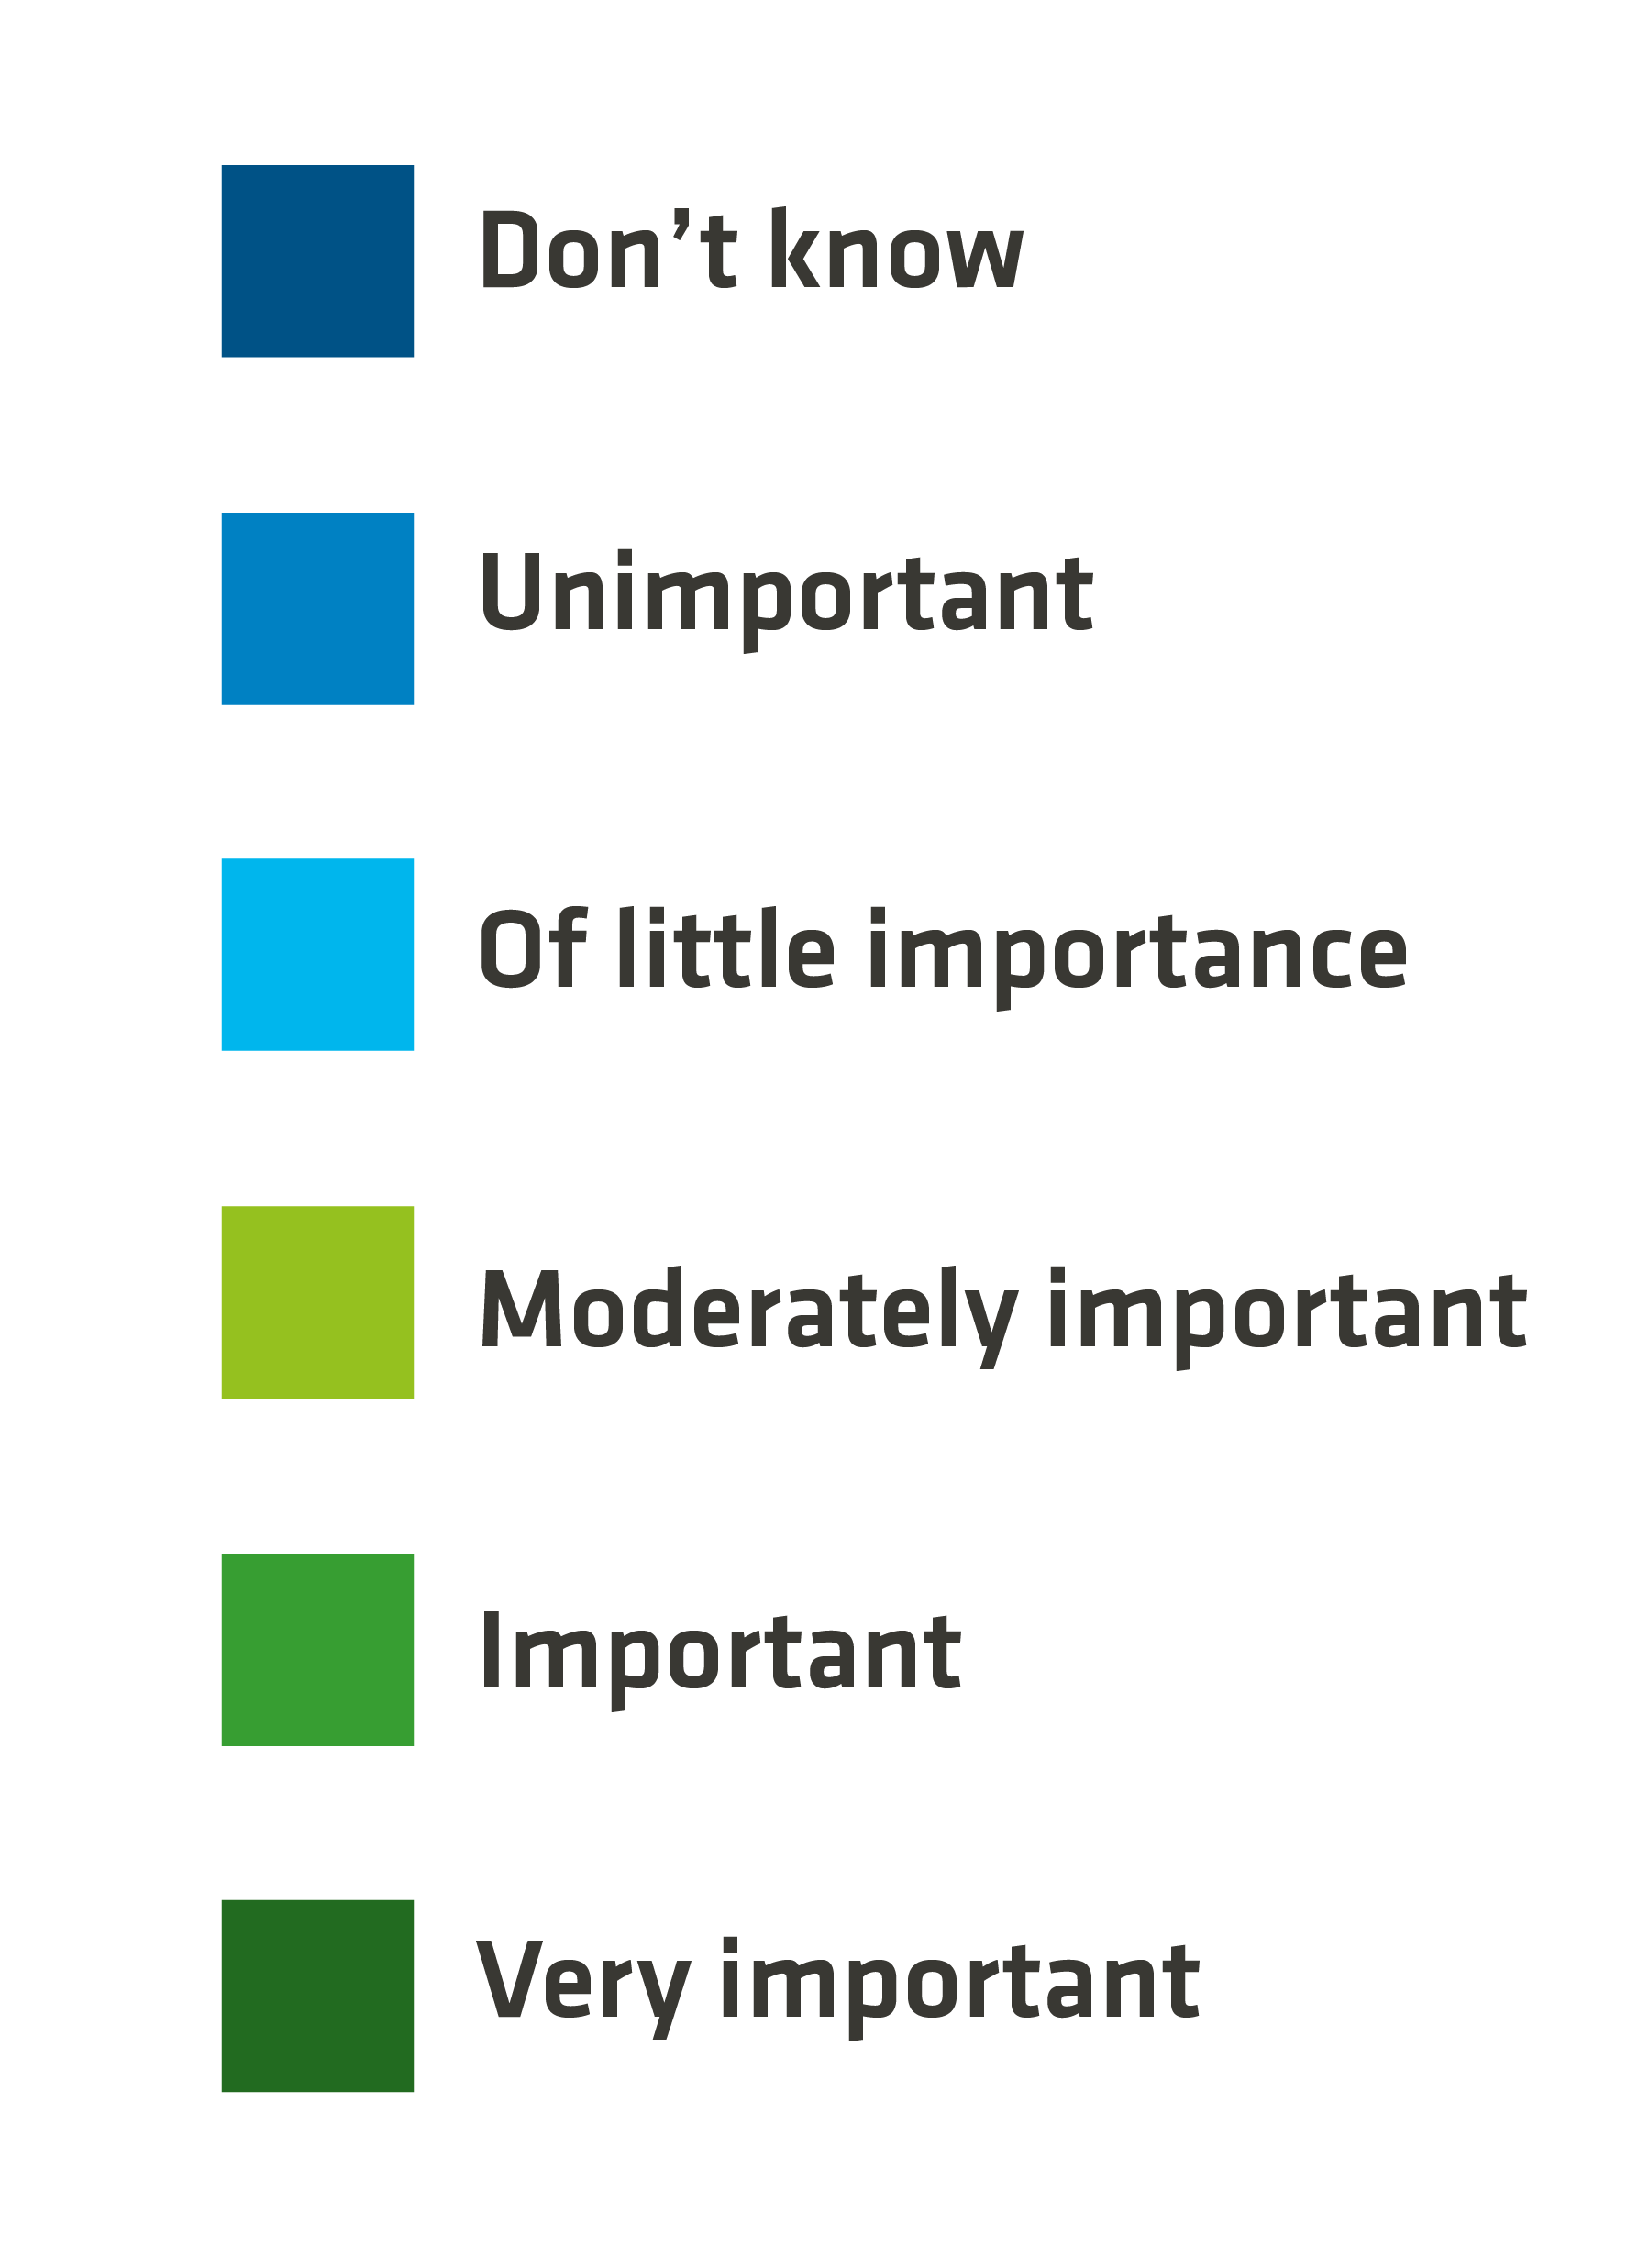 Don’t know
Unimportant
Of little importance
Moderately important
Important
Very important